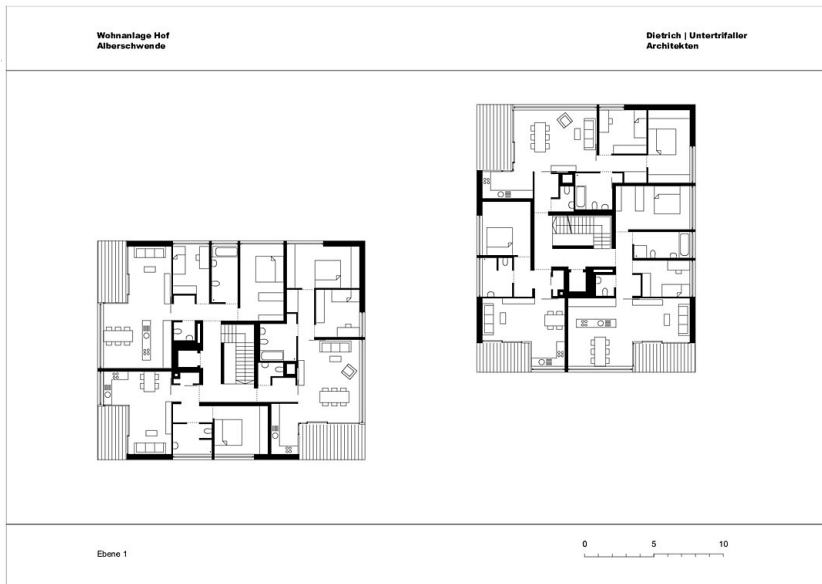 Wohnanlage Hof
Alberschwende
Dietrich | Untertrifaller
Architekten
Ebene 1
0 5 10